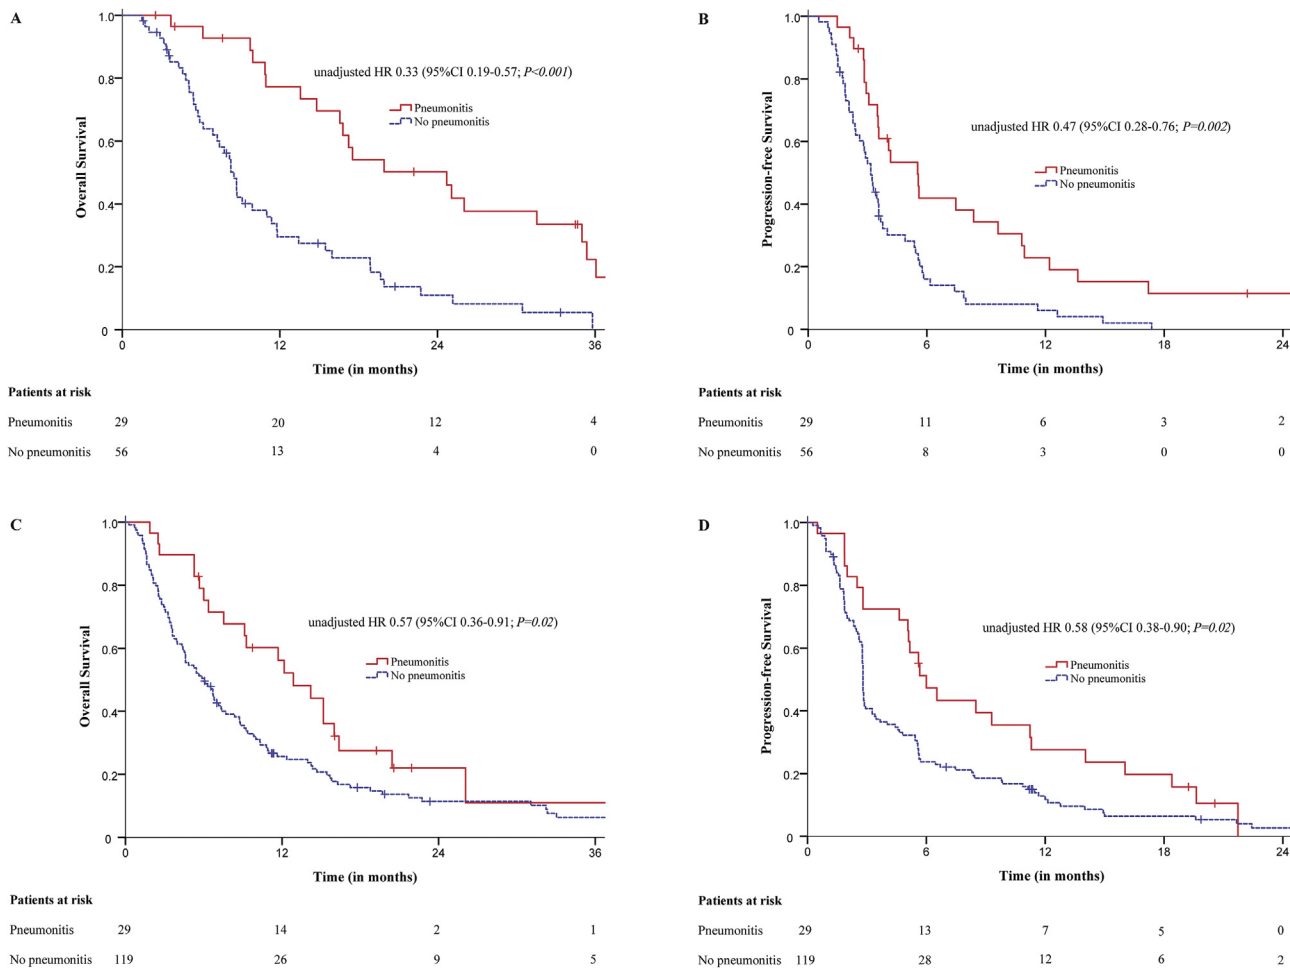 A
1.0
0.8
0.6
0.4
0.2
0
Overall Survival
unadjusted HR 0.33 (95%CI 0.19-0.57; P<0.001)
Pneumonitis
No pneumonitis
0 12 24 36
Time (in months)
Patients at risk
Pneumonitis 29 20 12 4
No pneumonitis 56 13 4 0
B
1.0
0.8
0.6
0.4
0.2
0
Progression-free Survival
unadjusted HR 0.47 (95%CI 0.28-0.76; P=0.002)
Pneumonitis
No pneumonitis
0 6 12 18 24
Time (in months)
Patients at risk
Pneumonitis 29 11 6 3 2
No pneumonitis 56 8 3 0 0
C
1.0
0.8
0.6
0.4
0.2
0
Overall Survival
unadjusted HR 0.57 (95%CI 0.36-0.91; P=0.02)
Pneumonitis
No pneumonitis
0 12 24 36
Time (in months)
Patients at risk
Pneumonitis 29 14 2 1
No pneumonitis 119 26 9 5
D
1.0
0.8
0.6
0.4
0.2
0
Progression-free Survival
unadjusted HR 0.58 (95%CI 0.38-0.90; P=0.02)
Pneumonitis
No pneumonitis
0 6 12 18 24
Time (in months)
Patients at risk
Pneumonitis 29 13 7 5 0
No pneumonitis 119 28 12 6 2